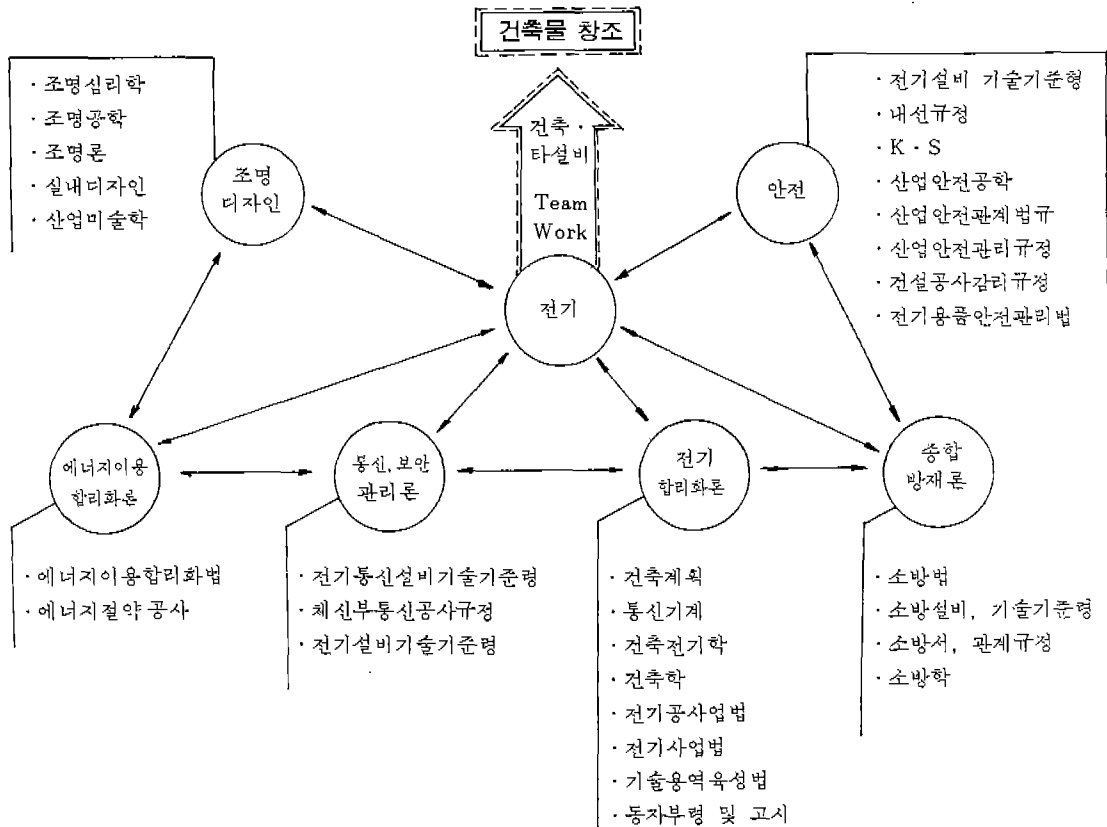 건축물 창조
건축·
타설비
Team
Work
전기
· 조명심리학
· 조명공학
· 조명론
· 실내디자인
· 산업미술학
조명
디자인
안전
· 전기설비 기술기준형
· 내선규정
· K·S
· 산업안전공학
· 산업안전관계법규
· 산업안전관리규정
· 건설공사감리규정
· 전기용품안전관리법
에너지이용
합리화론
· 에너지이용합리화법
· 에너지절약공사
통신, 보안
관리론
· 전기통신설비기술기준령
· 체신부통신공사규정
· 전기설비기술기준령
전기
합리화론
· 건축계획
· 통신기계
· 건축전기학
· 건축학
· 전기공사업법
· 전기사업법
· 기술용역육성법
· 동자부령 및 고시
종합
방재론
· 소방법
· 소방설비, 기술기준령
· 소방서, 관계규정
· 소방학